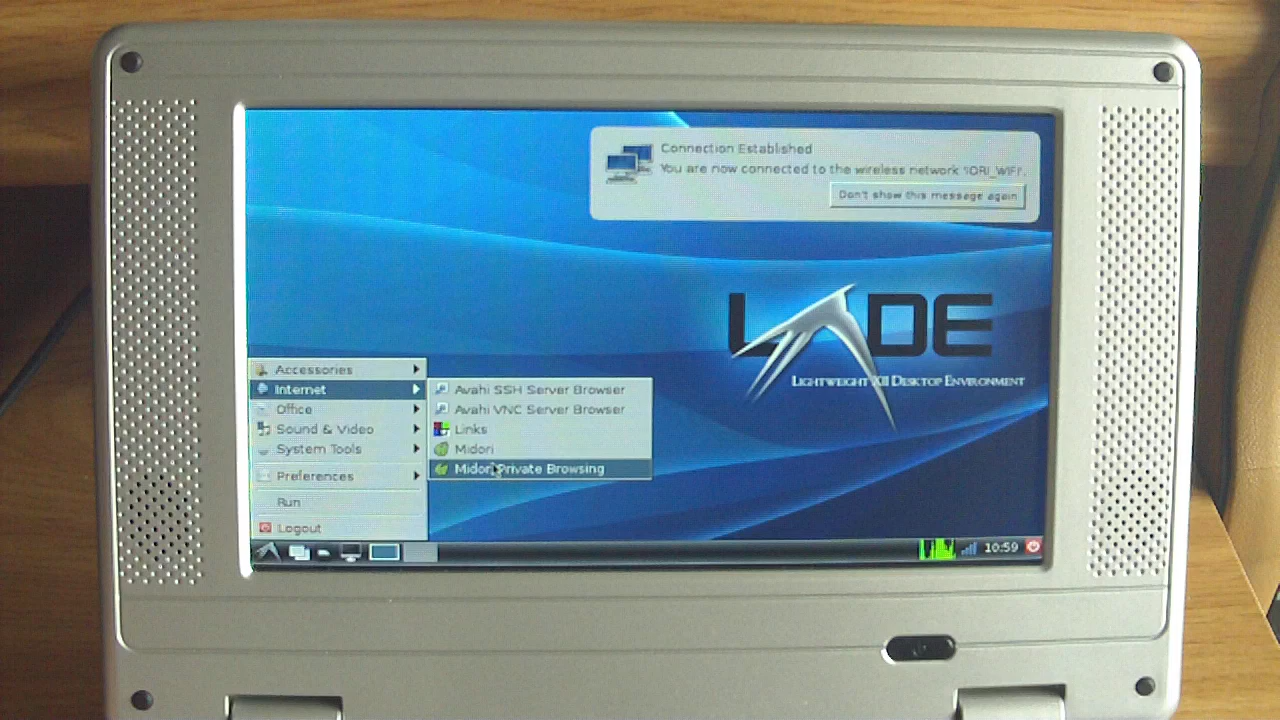 Connection Established
You are now connected to the wireless network 'IORI_WIFI'.
Don't show this message again
LXDE
LIGHTWEIGHT X11 DESKTOP ENVIRONMENT
Accessories
Internet
Office
Sound & Video
System Tools
Preferences
Run
Logout
Avahi SSH Server Browser
Avahi VNC Server Browser
Links
Midori
Midori Private Browsing
10:59